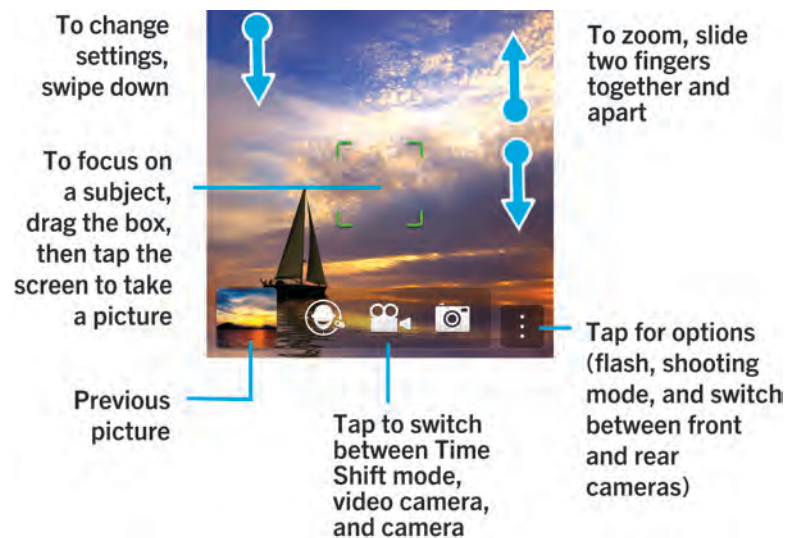 To change
settings,
swipe down
To zoom, slide
two fingers
together and
apart
To focus on
a subject,
drag the box,
then tap the
screen to take
a picture
Previous
picture
Tap to switch
between Time
Shift mode,
video camera,
and camera
Tap for options
(flash, shooting
mode, and switch
between front
and rear
cameras)